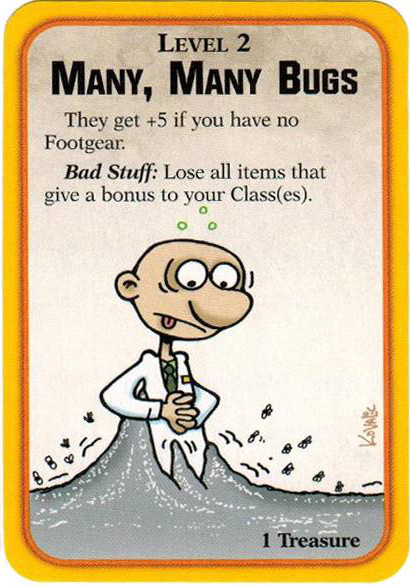 LEVEL 2
MANY, MANY BUGS
They get +5 if you have no
Footgear.
Bad Stuff: Lose all items that
give a bonus to your Class(es).
KOVALIC
1 Treasure